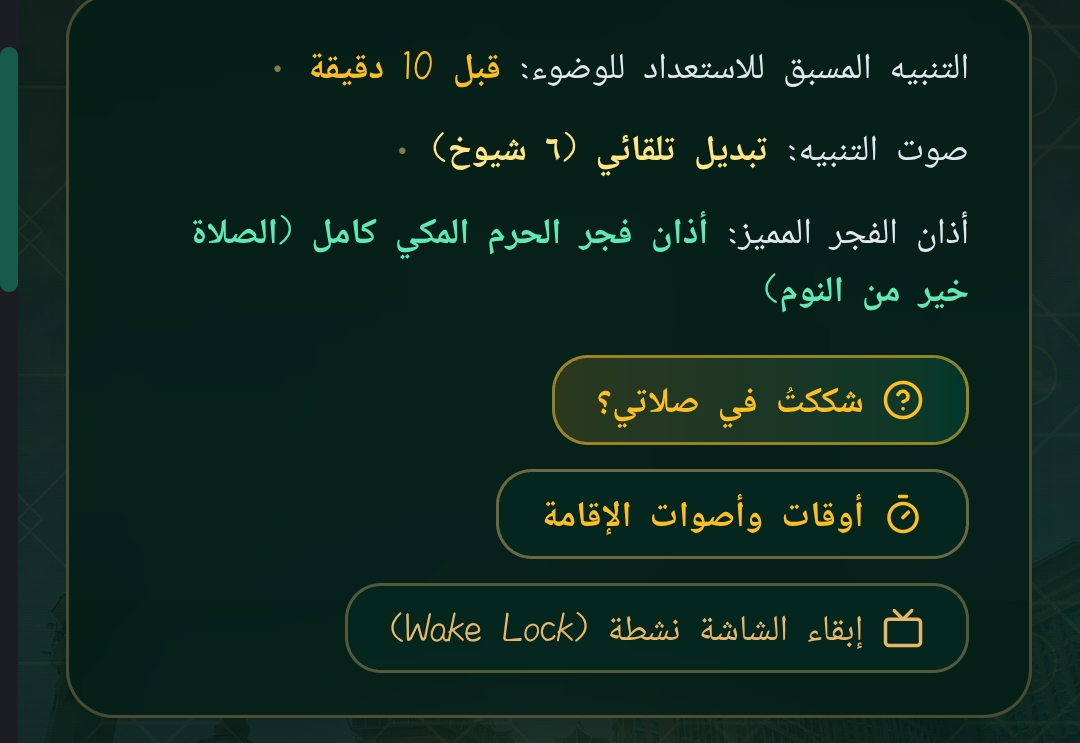 التنبيه المسبق للاستعداد للوضوء: قبل 10 دقيقة •
صوت التنبيه: تبديل تلقائي (٦ شيوخ) •
أذان الفجر المميز: أذان فجر الحرم المكي كامل (الصلاة
خير من النوم)
شككتُ في صلاتي؟
أوقات وأصوات الإقامة
إبقاء الشاشة نشطة (Wake Lock)